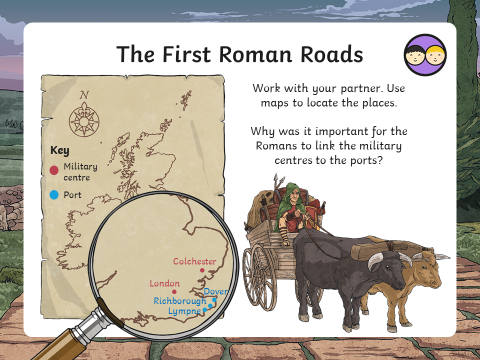 The First Roman Roads
Work with your partner. Use
maps to locate the places.
Why was it important for the
Romans to link the military
centres to the ports?
N
Key
Military
centre
Port
Colchester
London
Dover
Richborough
Lympne